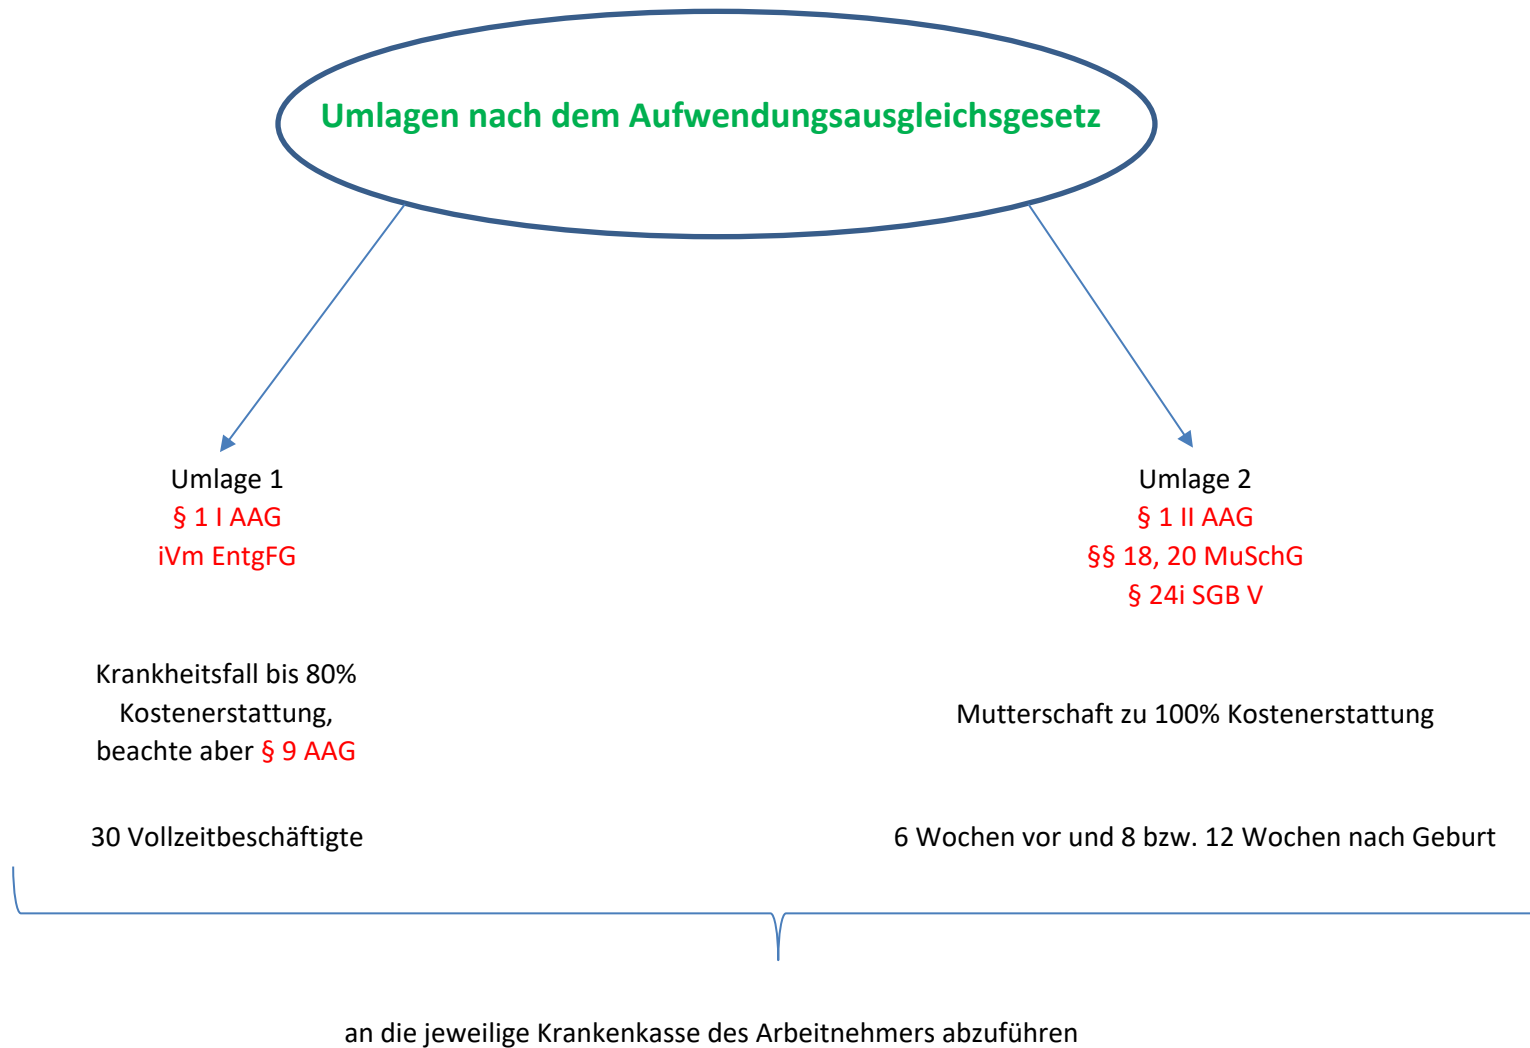 Umlagen nach dem Aufwendungsausgleichsgesetz
Umlage 1
§ 1 I AAG
iVm EntgFG
Krankheitsfall bis 80%
Kostenerstattung,
beachte aber § 9 AAG
30 Vollzeitbeschäftigte
Umlage 2
§ 1 II AAG
§§ 18, 20 MuSchG
§ 24i SGB V
Mutterschaft zu 100% Kostenerstattung
6 Wochen vor und 8 bzw. 12 Wochen nach Geburt
an die jeweilige Krankenkasse des Arbeitnehmers abzuführen